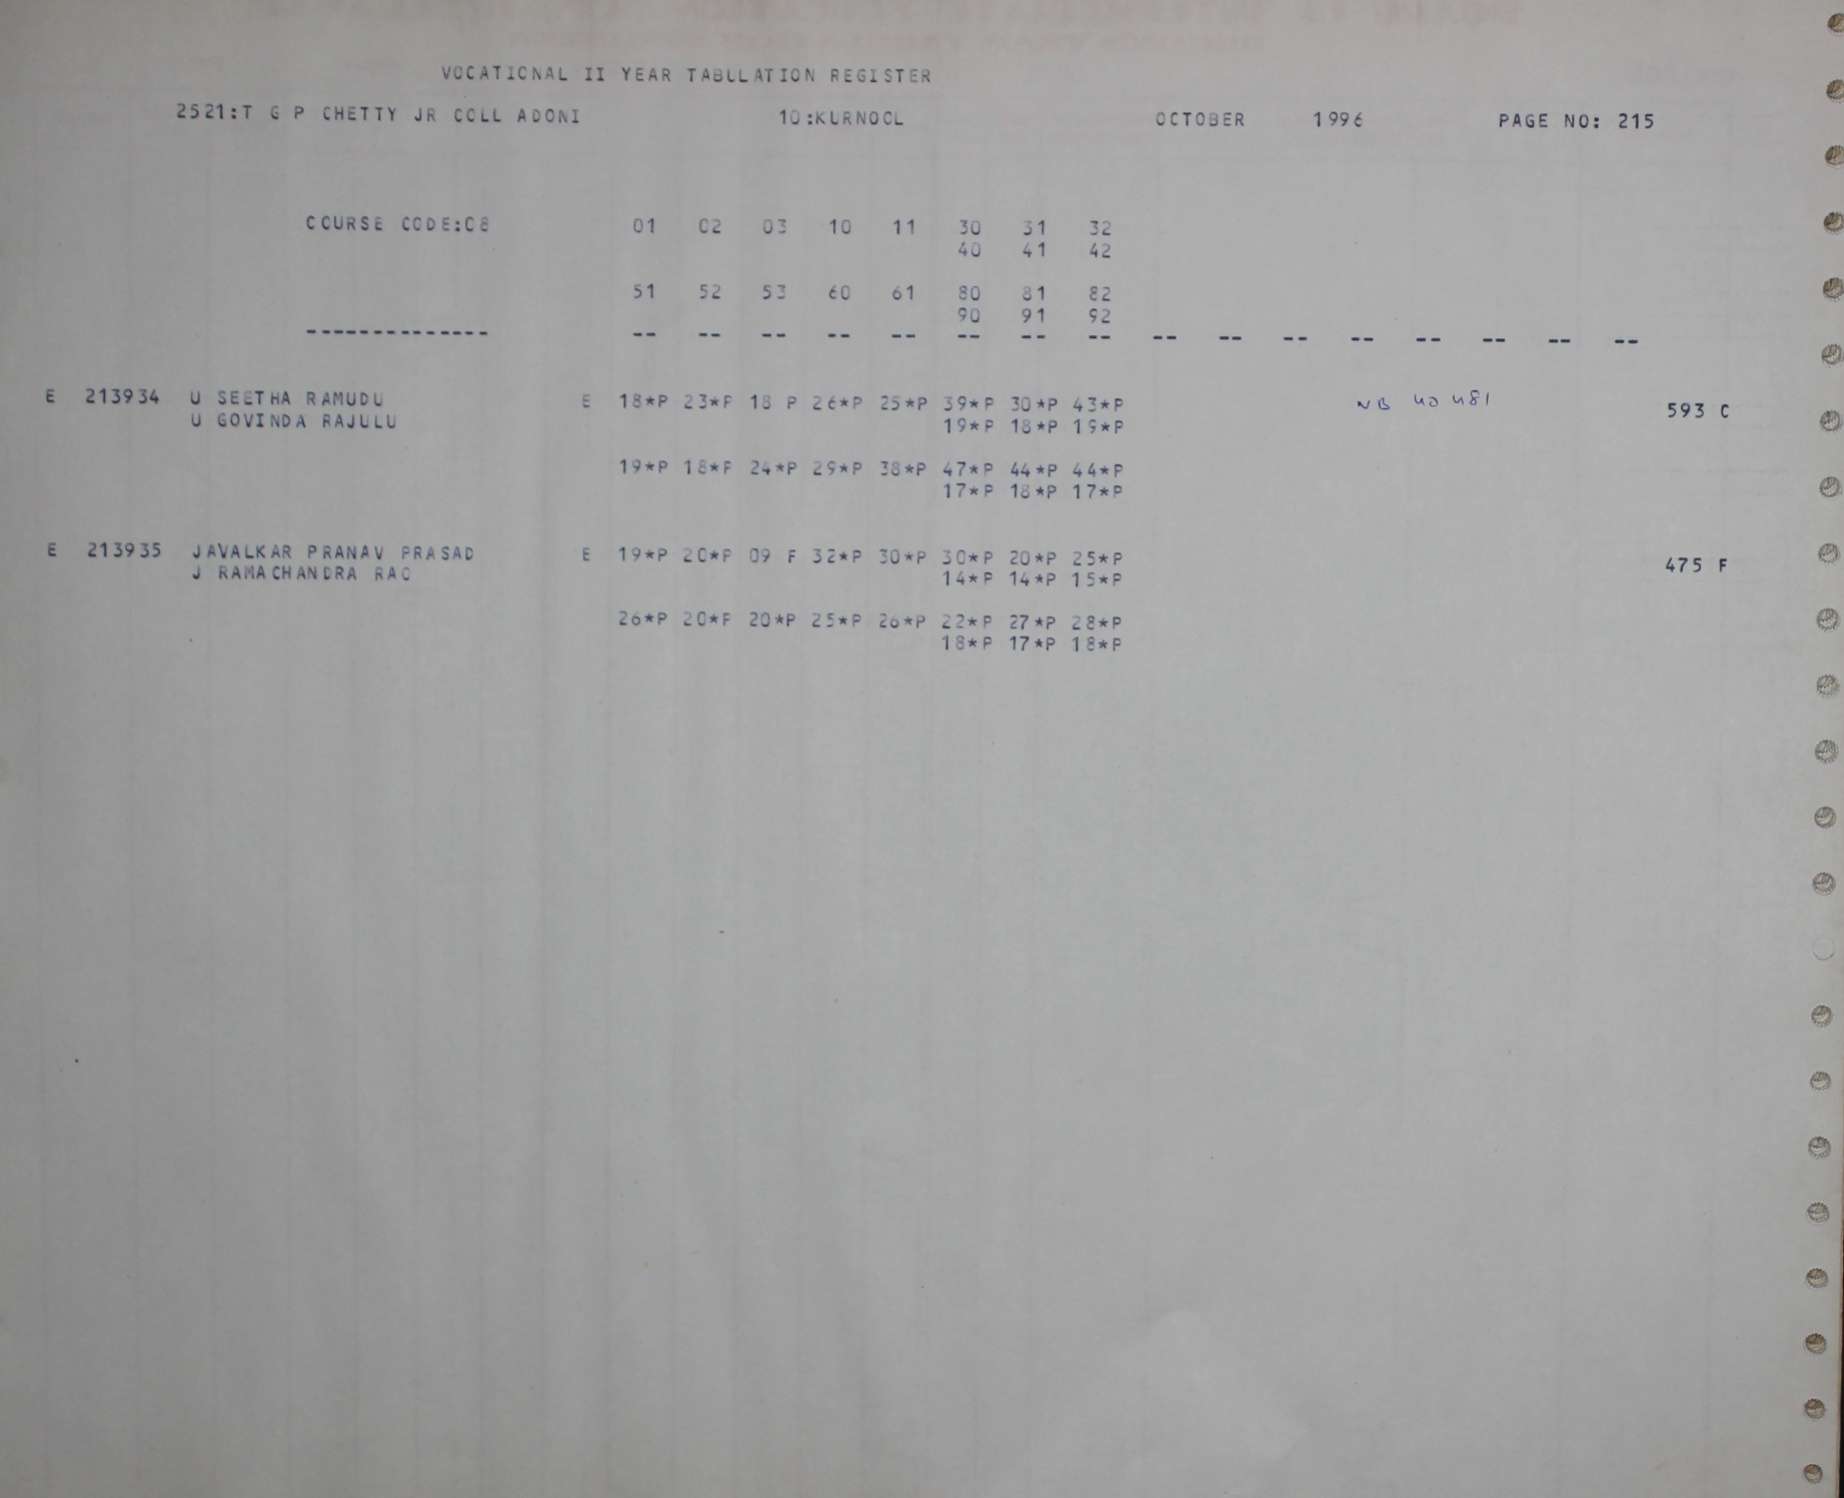 VOCATIONAL II YEAR TABULATION REGISTER
2521:T G P CHETTY JR COLL ADONI 10:KURNOOL OCTOBER 1996 PAGE NO: 215
COURSE CODE:08 01 02 03 10 11 30 31 32
40 41 42
51 52 53 60 61 80 81 82
90 91 92
-------------- -- -- -- -- -- -- -- -- -- -- -- -- -- -- -- --
E 213934 U SEETHA RAMUDU E 18*P 23*P 18 P 26*P 25*P 39*P 30*P 43*P NB 40481 593 C
U GOVINDA RAJULU 19*P 18*P 19*P
19*P 18*P 24*P 29*P 38*P 47*P 44*P 44*P
17*P 18*P 17*P
E 213935 JAVALKAR PRANAV PRASAD E 19*P 20*P 09 F 32*P 30*P 30*P 20*P 25*P 475 F
J RAMACHANDRA RAO 14*P 14*P 15*P
26*P 20*P 20*P 25*P 26*P 22*P 27*P 28*P
18*P 17*P 18*P